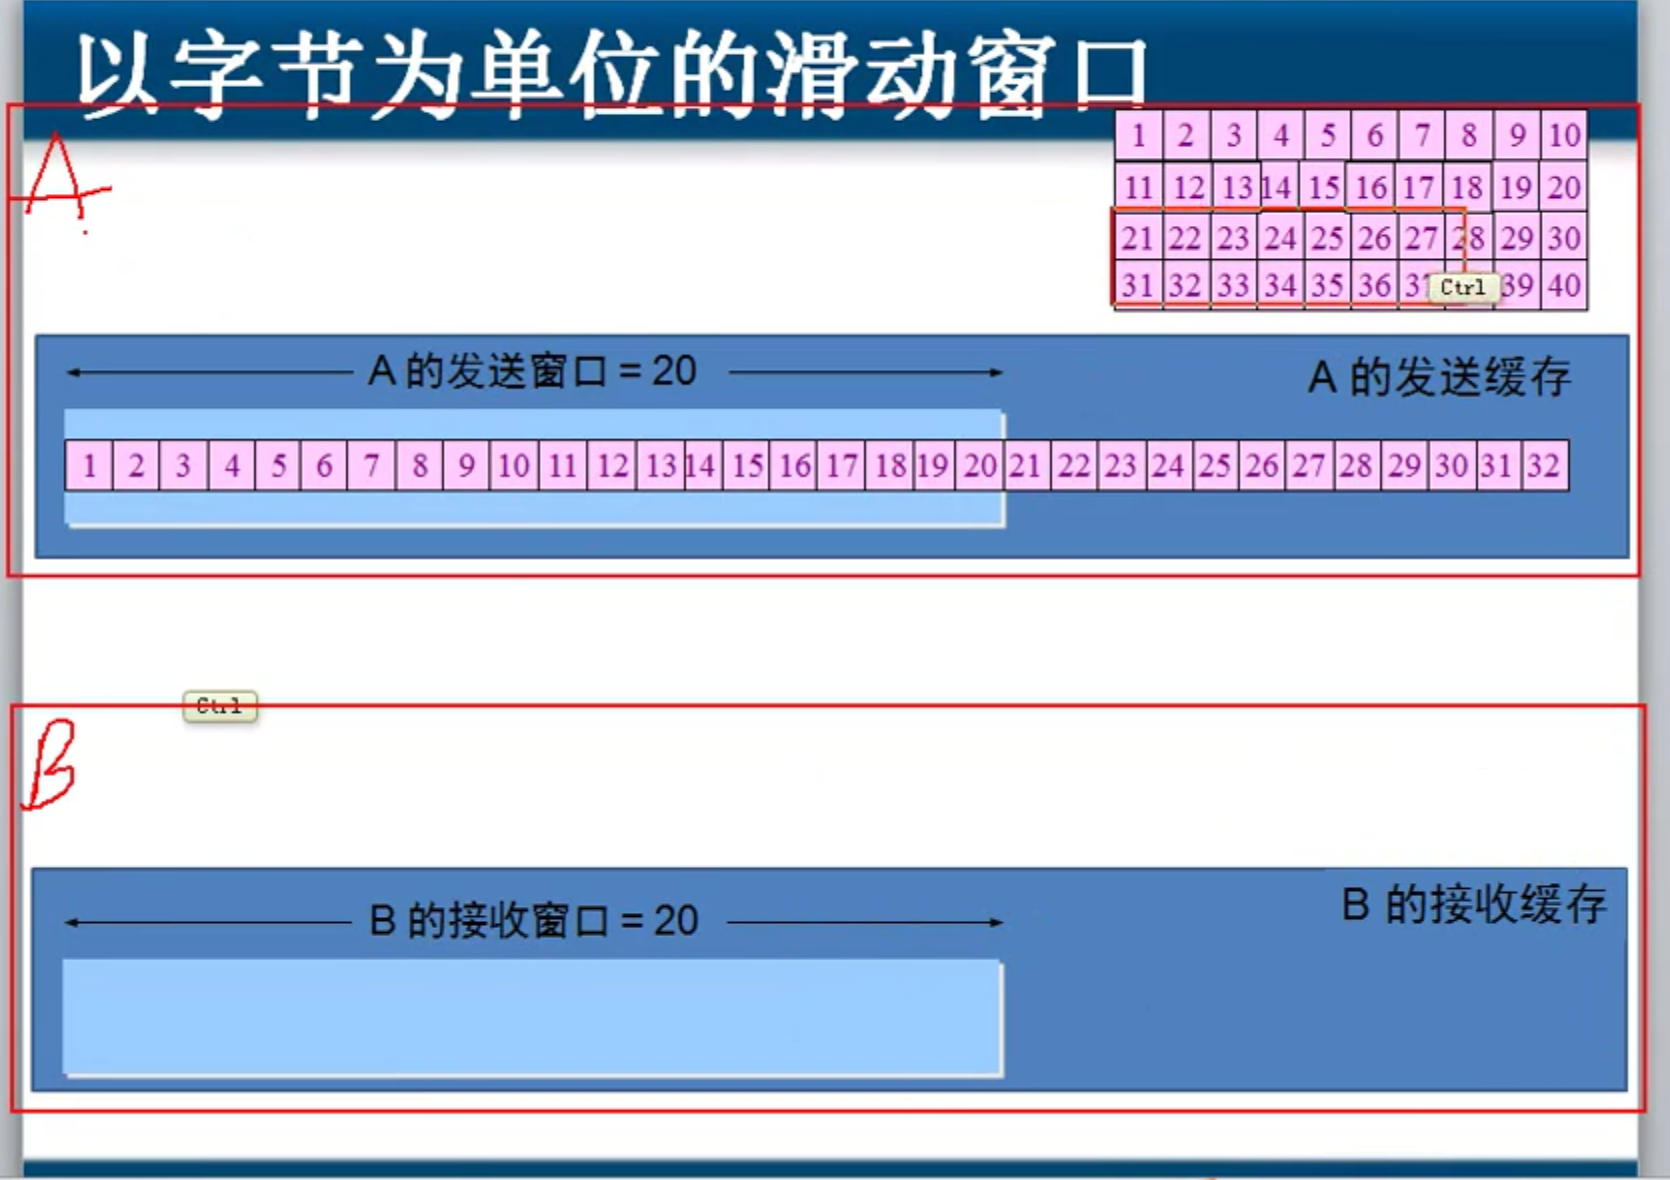 以字节为单位的滑动窗口
A
1 2 3 4 5 6 7 8 9 10
11 12 13 14 15 16 17 18 19 20
21 22 23 24 25 26 27 28 29 30
31 32 33 34 35 36 Ctrl 39 40
A 的发送窗口 = 20
A 的发送缓存
1 2 3 4 5 6 7 8 9 10 11 12 13 14 15 16 17 18 19 20 21 22 23 24 25 26 27 28 29 30 31 32
Ctrl
B
B 的接收窗口 = 20
B 的接收缓存